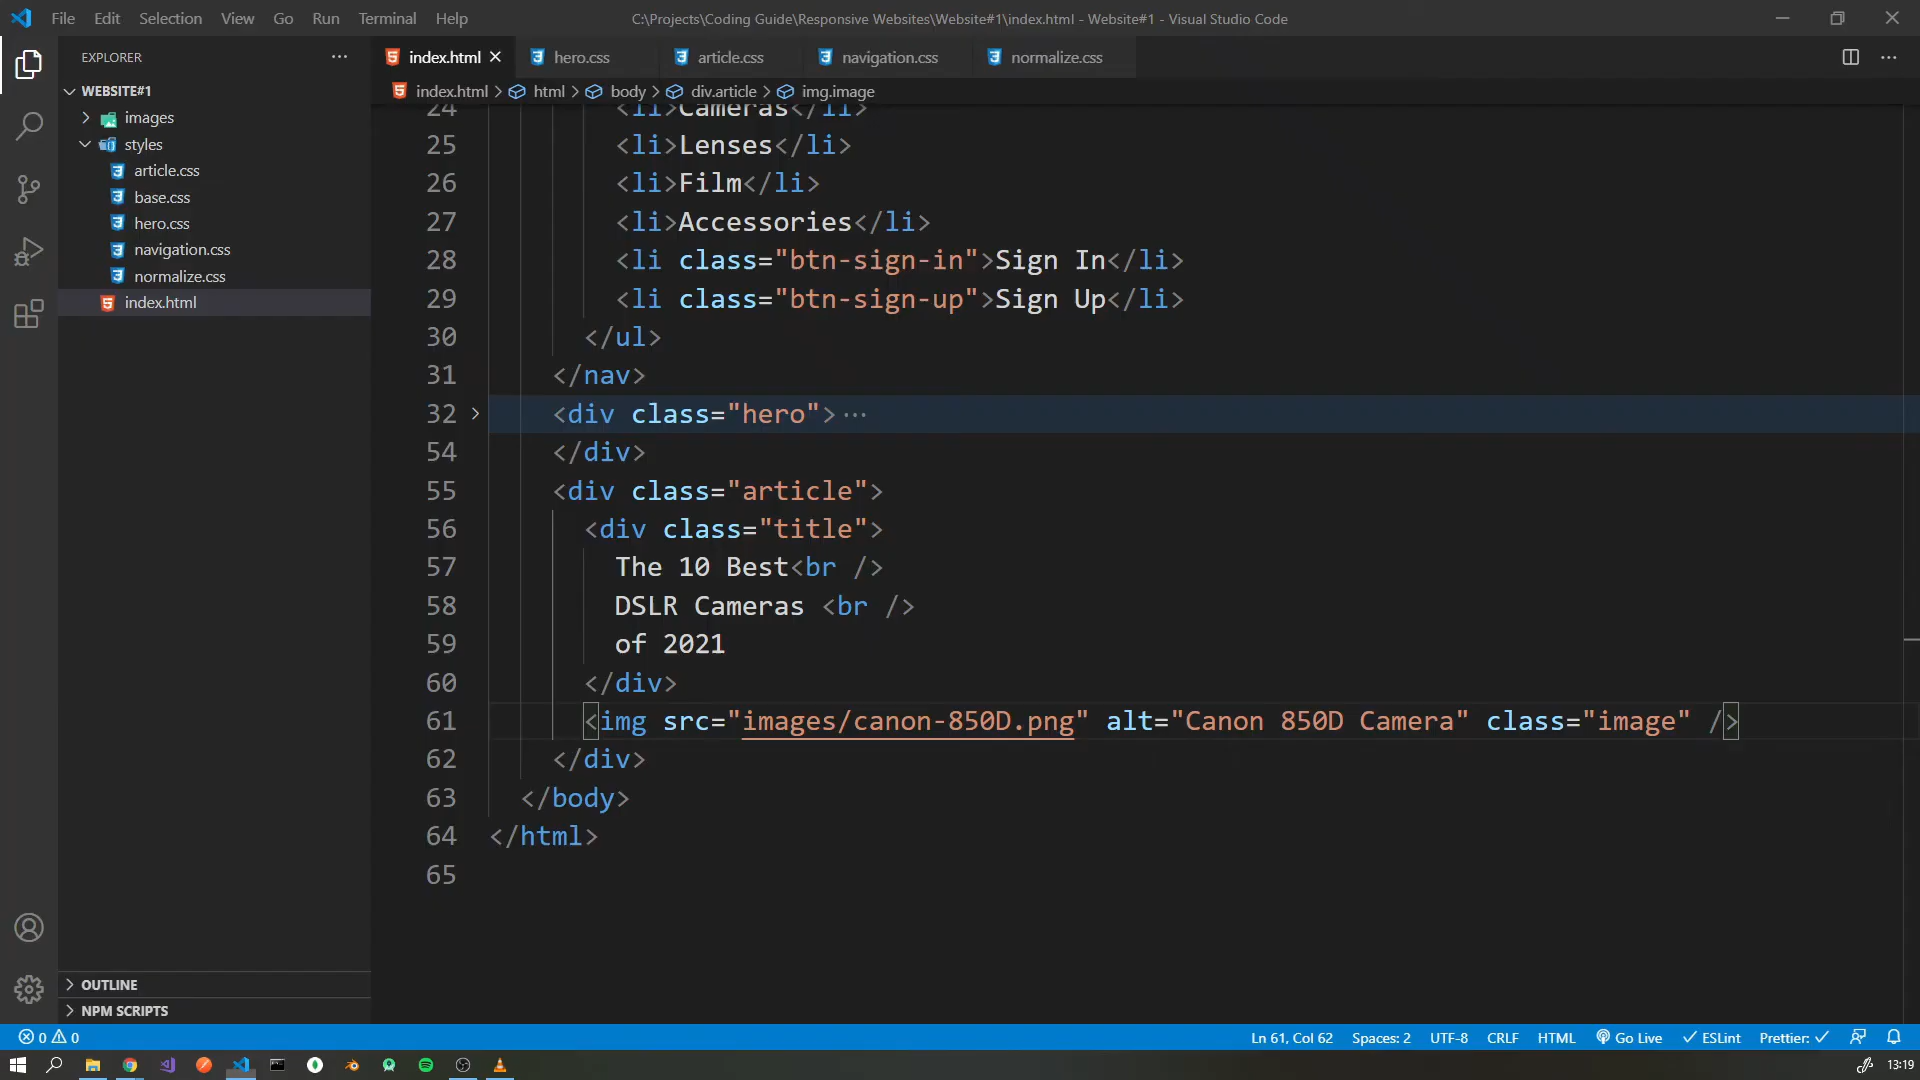 File Edit Selection View Go Run Terminal Help C:\Projects\Coding Guide\Responsive Websites\Website#1\index.html - Website#1 - Visual Studio Code
EXPLORER
index.html hero.css article.css navigation.css normalize.css
WEBSITE#1
index.html > html > body > div.article > img.image
images
styles
article.css
base.css
hero.css
navigation.css
normalize.css
index.html
24 <li>Cameras</li>
25 <li>Lenses</li>
26 <li>Film</li>
27 <li>Accessories</li>
28 <li class="btn-sign-in">Sign In</li>
29 <li class="btn-sign-up">Sign Up</li>
30 </ul>
31 </nav>
32 <div class="hero">···
54 </div>
55 <div class="article">
56 <div class="title">
57 The 10 Best<br />
58 DSLR Cameras <br />
59 of 2021
60 </div>
61 <img src="images/canon-850D.png" alt="Canon 850D Camera" class="image" />
62 </div>
63 </body>
64 </html>
65
OUTLINE
NPM SCRIPTS
0 0 Ln 61, Col 62 Spaces: 2 UTF-8 CRLF HTML Go Live ESLint Prettier: ✓
13:19